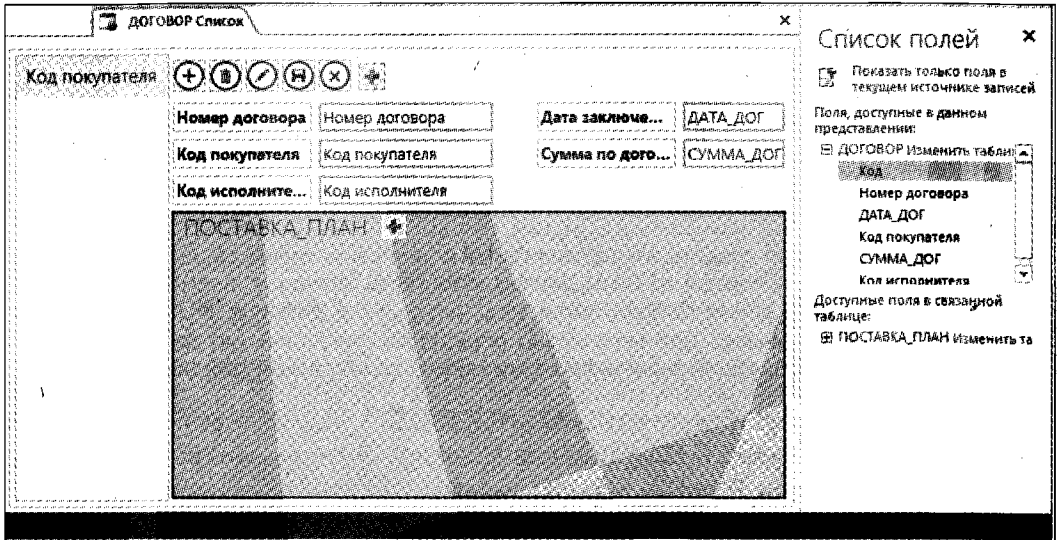 ДОГОВОР Список
Код покупателя
Номер договора Номер договора Дата заключе... ДАТА_ДОГ
Код покупателя Код покупателя Сумма по дого... СУММА_ДОГ
Код исполните... Код исполнителя
ПОСТАВКА_ПЛАН
Список полей
Показать только поля в
текущем источнике записей
Поля, доступные в данном
представлении:
ДОГОВОР Изменить табли
Код
Номер договора
ДАТА_ДОГ
Код покупателя
СУММА_ДОГ
Код исполнителя
Доступные поля в связанной
таблице:
ПОСТАВКА_ПЛАН Изменить та